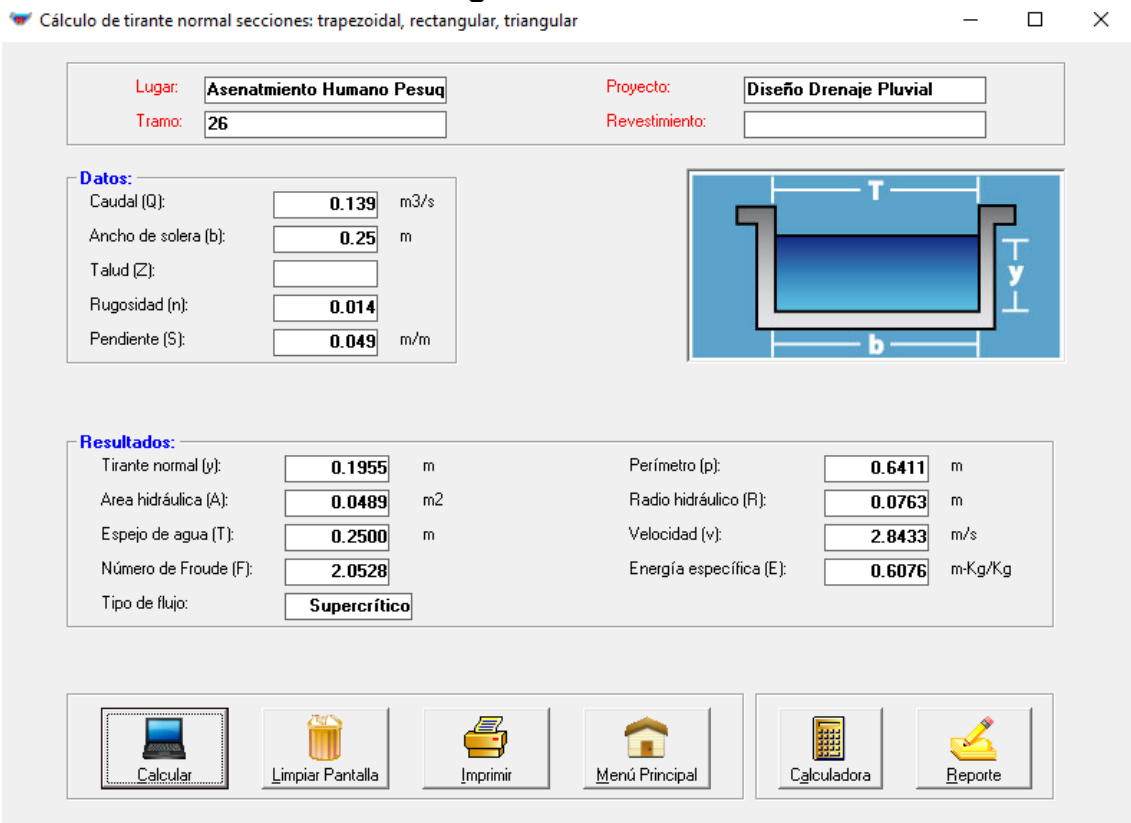 Cálculo de tirante normal secciones: trapezoidal, rectangular, triangular
Lugar: Asenatmiento Humano Pesuq Proyecto: Diseño Drenaje Pluvial
Tramo: 26 Revestimiento:
Datos:
Caudal (Q): 0.139 m3/s
Ancho de solera (b): 0.25 m
Talud (Z):
Rugosidad (n): 0.014
Pendiente (S): 0.049 m/m
T
y
b
Resultados:
Tirante normal (y): 0.1955 m Perímetro (p): 0.6411 m
Area hidráulica (A): 0.0489 m2 Radio hidráulico (R): 0.0763 m
Espejo de agua (T): 0.2500 m Velocidad (v): 2.8433 m/s
Número de Froude (F): 2.0528 Energía específica (E): 0.6076 m-Kg/Kg
Tipo de flujo: Supercrítico
Calcular Limpiar Pantalla Imprimir Menú Principal Calculadora Reporte